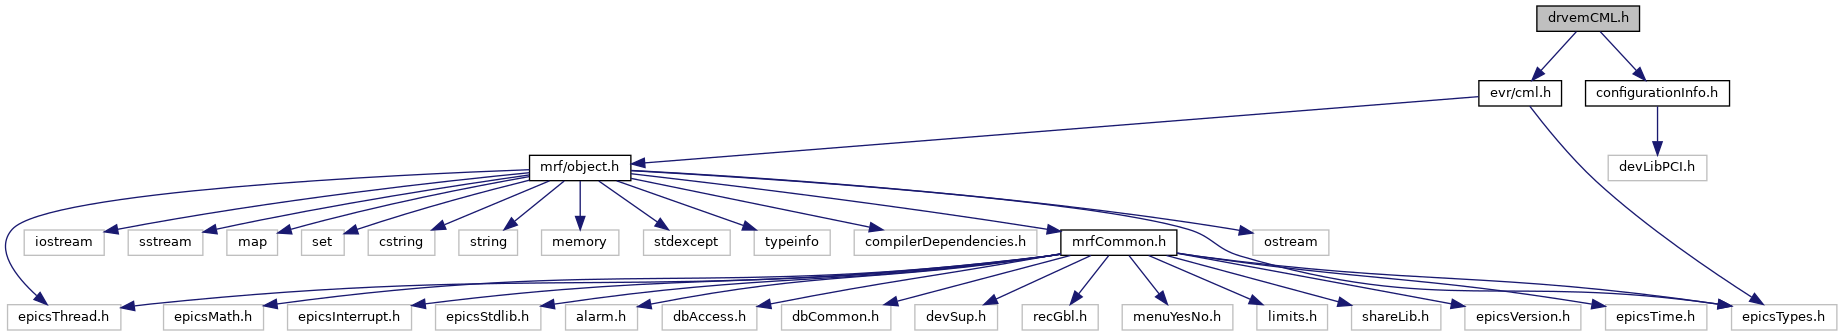 drvemCML.h
evr/cml.h
configurationInfo.h
mrf/object.h
devLibPCI.h
iostream
sstream
map
set
cstring
string
memory
stdexcept
typeinfo
compilerDependencies.h
mrfCommon.h
ostream
epicsThread.h
epicsMath.h
epicsInterrupt.h
epicsStdlib.h
alarm.h
dbAccess.h
dbCommon.h
devSup.h
recGbl.h
menuYesNo.h
limits.h
shareLib.h
epicsVersion.h
epicsTime.h
epicsTypes.h